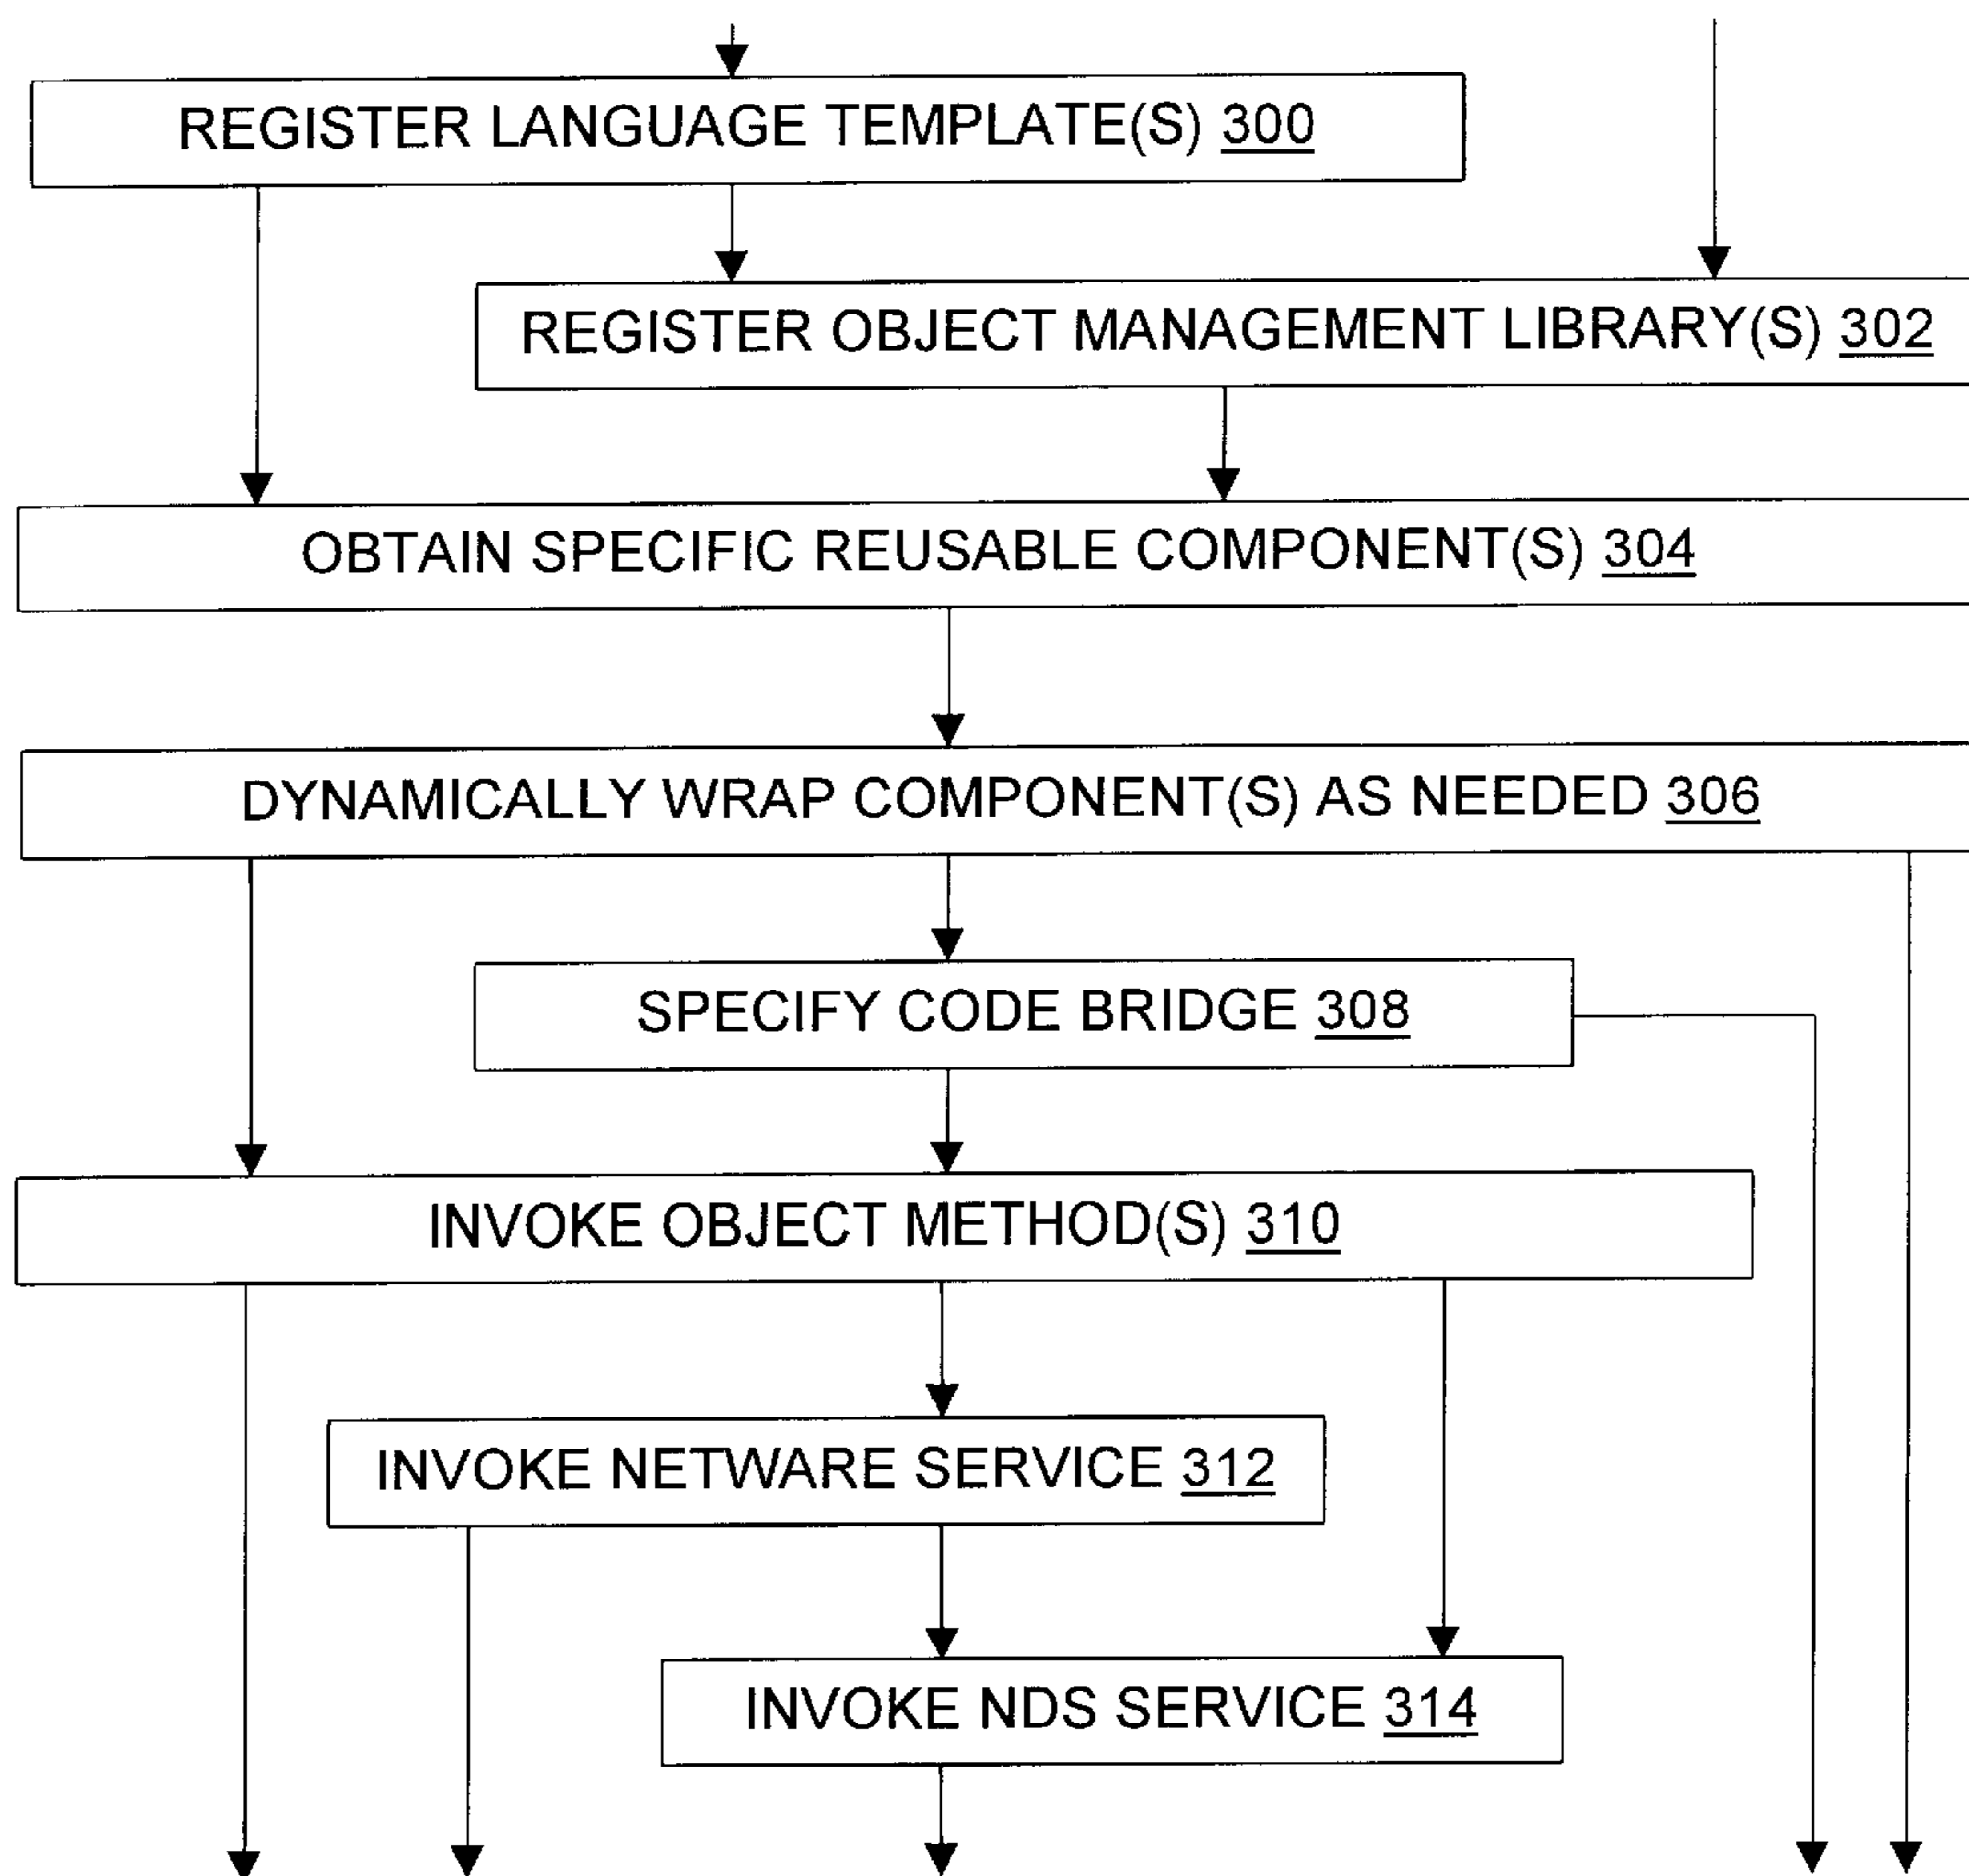 REGISTER LANGUAGE TEMPLATE(S) 300
REGISTER OBJECT MANAGEMENT LIBRARY(S) 302
OBTAIN SPECIFIC REUSABLE COMPONENT(S) 304
DYNAMICALLY WRAP COMPONENT(S) AS NEEDED 306
SPECIFY CODE BRIDGE 308
INVOKE OBJECT METHOD(S) 310
INVOKE NETWARE SERVICE 312
INVOKE NDS SERVICE 314